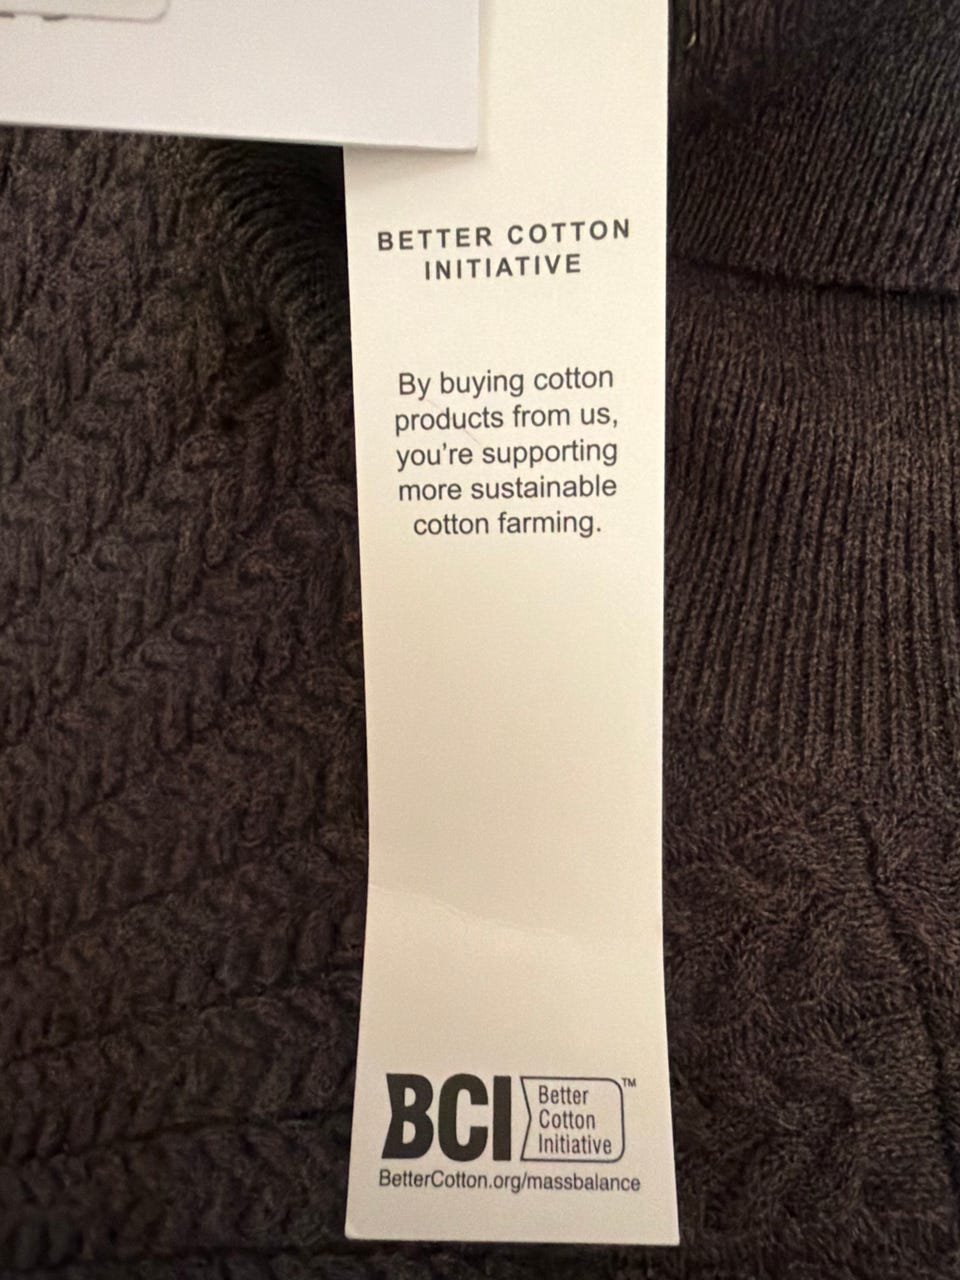 BETTER COTTON
INITIATIVE
By buying cotton
products from us,
you're supporting
more sustainable
cotton farming.
BCI
Better
Cotton
Initiative
™
BetterCotton.org/massbalance